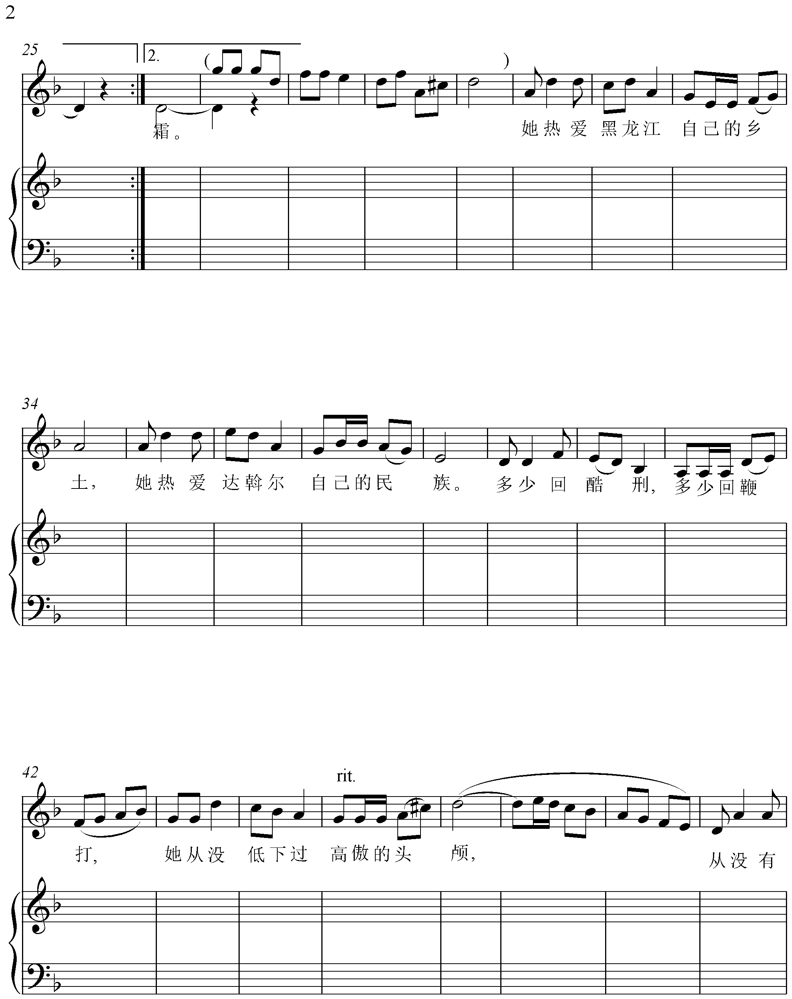 2
25
2.
霜。 她热爱 黑龙江 自己的乡
34
土, 她热爱 达斡尔 自己的民 族。 多少回 酷刑, 多少回鞭
42
rit.
打, 她从没 低下过 高傲的头 颅, 从没有